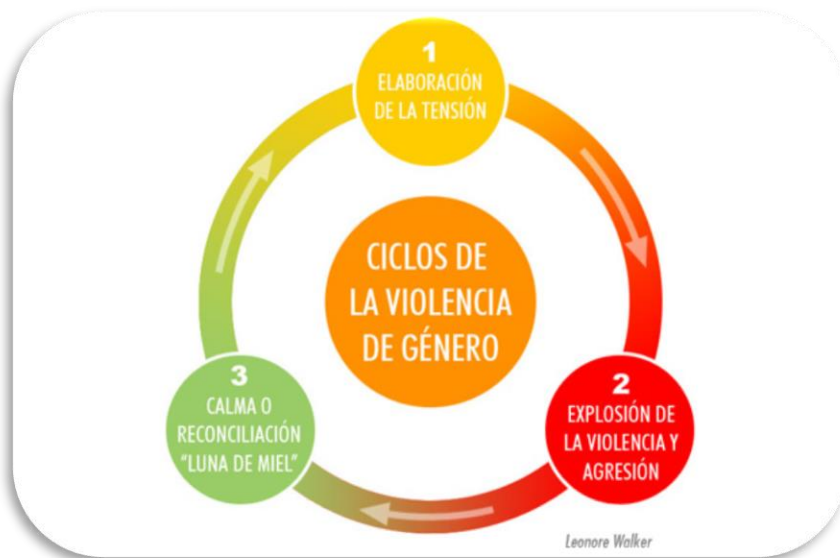 1
ELABORACIÓN
DE LA TENSIÓN
CICLOS DE
LA VIOLENCIA
DE GÉNERO
2
EXPLOSIÓN DE
LA VIOLENCIA Y
AGRESIÓN
3
CALMA O
RECONCILIACIÓN
"LUNA DE MIEL"
Leonore Walker